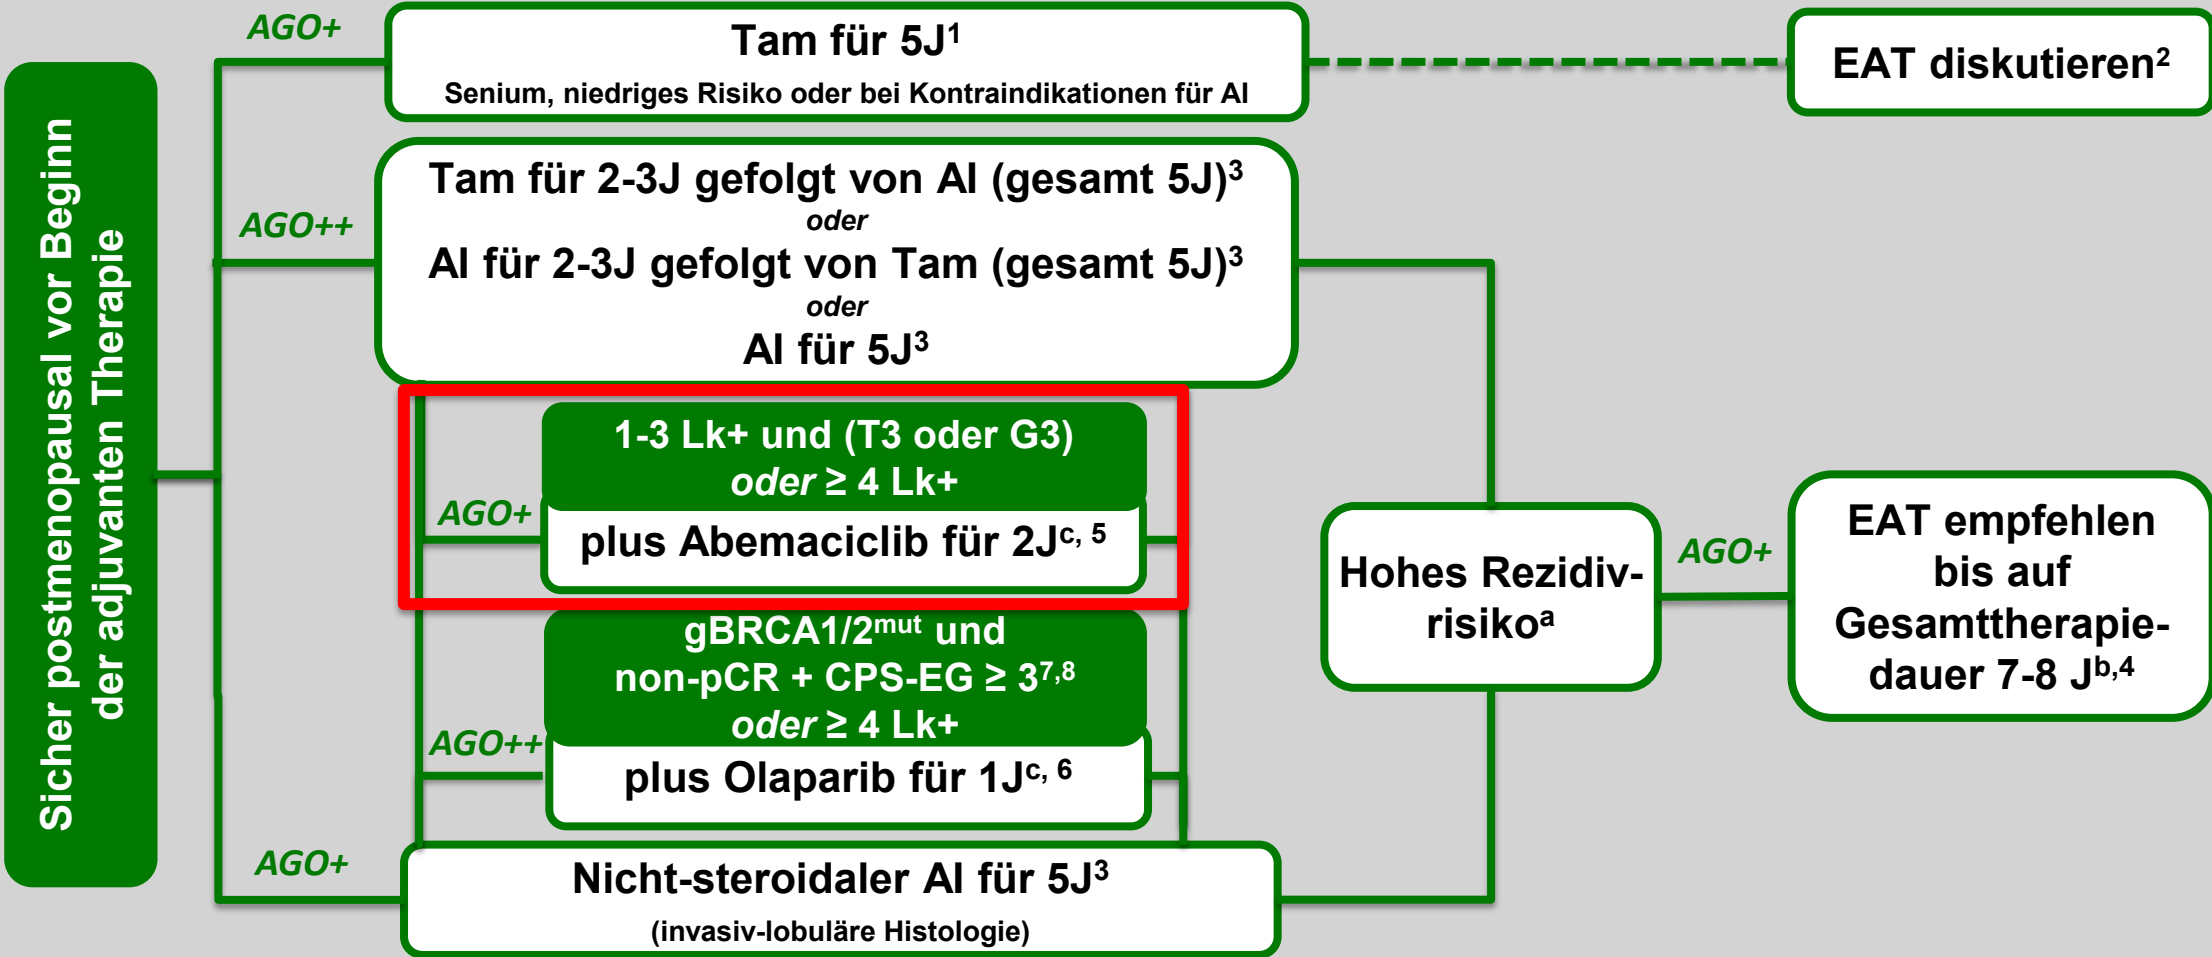 Sicher postmenopausal vor Beginn
der adjuvanten Therapie
AGO+
Tam für 5J¹
Senium, niedriges Risiko oder bei Kontraindikationen für AI
EAT diskutieren²
AGO++
Tam für 2-3J gefolgt von AI (gesamt 5J)³
oder
AI für 2-3J gefolgt von Tam (gesamt 5J)³
oder
AI für 5J³
1-3 Lk+ und (T3 oder G3)
oder ≥ 4 Lk+
AGO+
plus Abemaciclib für 2Jᶜ, ⁵
gBRCA1/2ᵐᵘᵗ und
non-pCR + CPS-EG ≥ 3⁷,⁸
oder ≥ 4 Lk+
AGO++
plus Olaparib für 1Jᶜ, ⁶
AGO+
Nicht-steroidaler AI für 5J³
(invasiv-lobuläre Histologie)
Hohes Rezidiv-
risikoᵃ
AGO+
EAT empfehlen
bis auf
Gesamttherapie-
dauer 7-8 Jᵇ,⁴